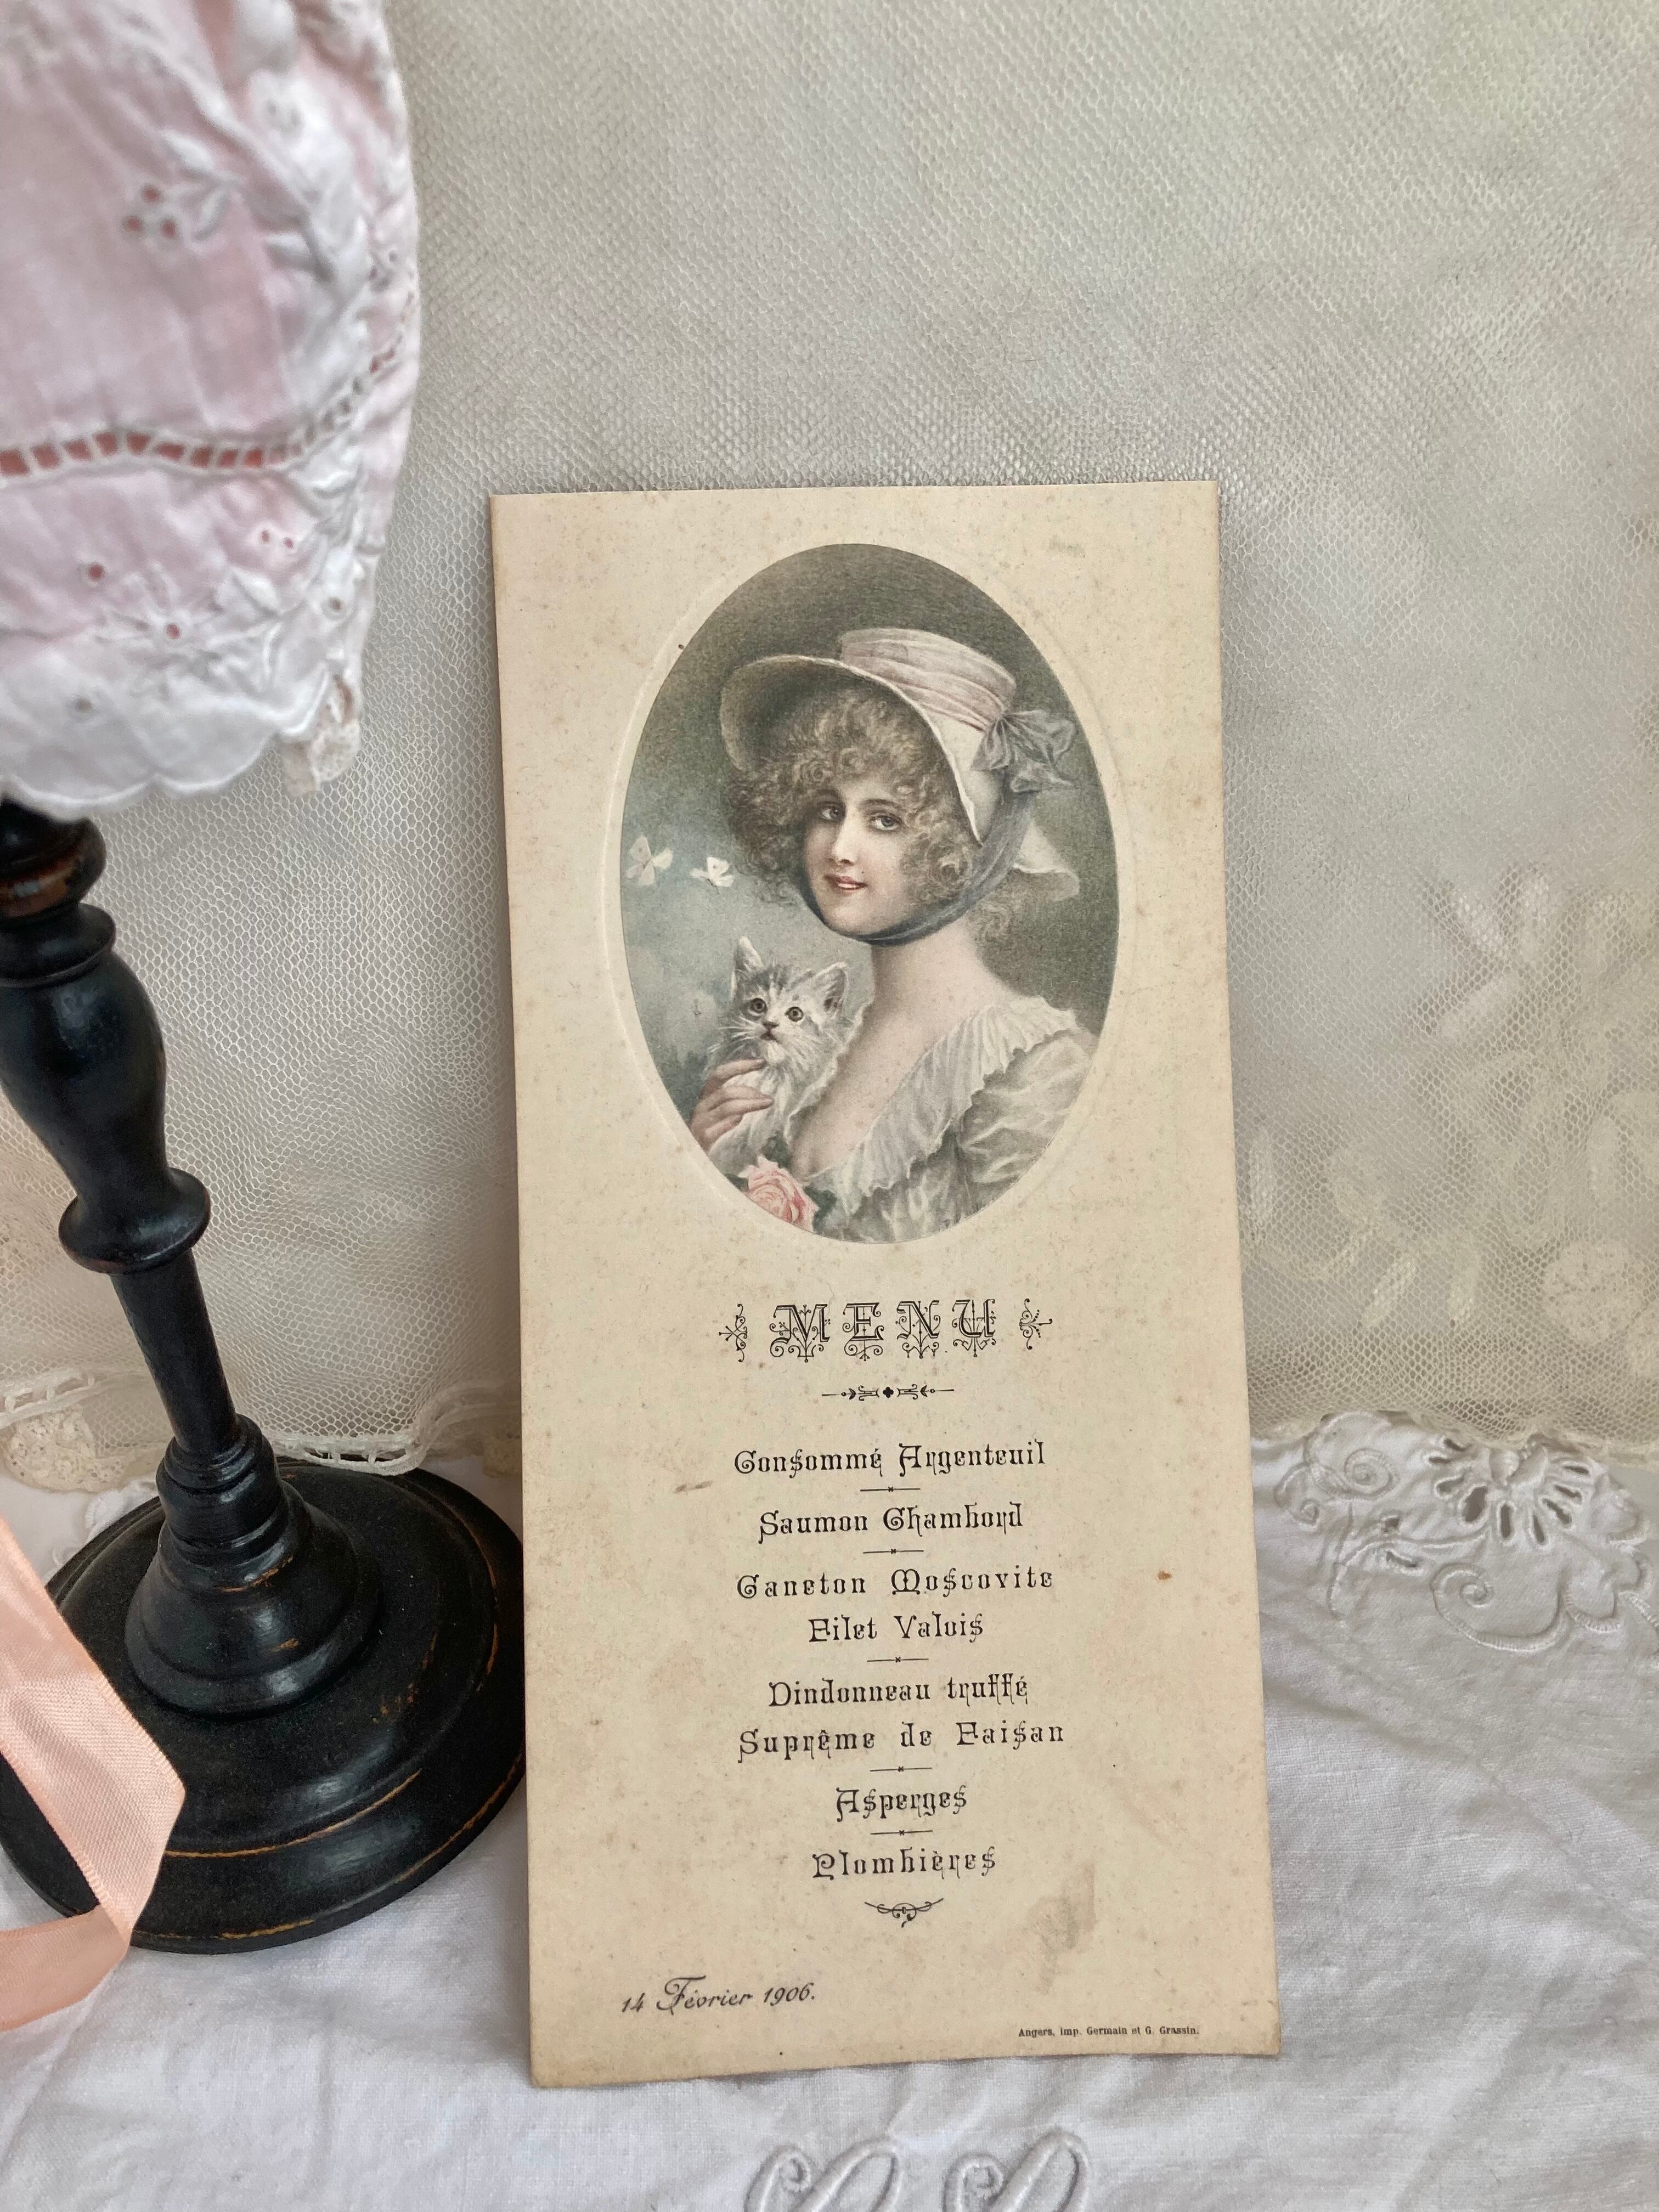 MENU
Consommé Argenteuil
Saumon Chambord
Caneton Moscovite
Filet Valois
Dindonneau truffé
Suprême de Faisan
Asperges
Plombières
14 Février 1906.
Angers, imp. Germain et G. Grassin.